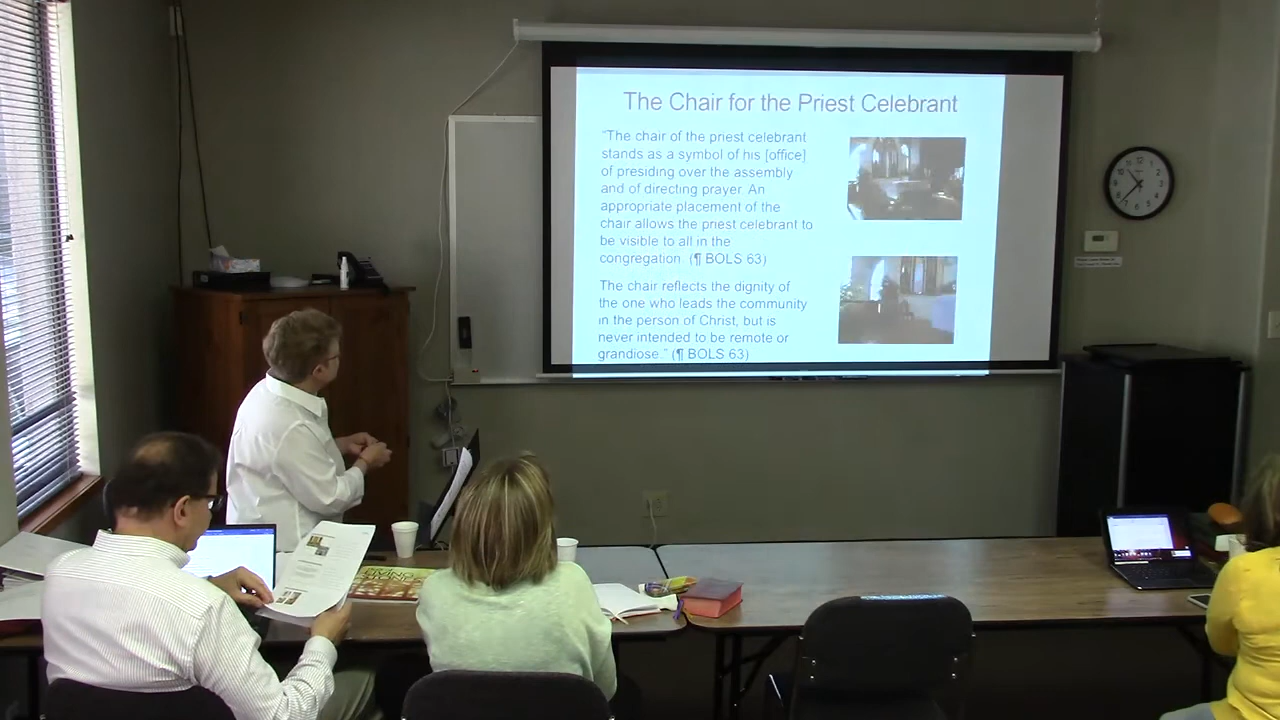 The Chair for the Priest Celebrant
"The chair of the priest celebrant
stands as a symbol of his [office]
of presiding over the assembly
and of directing prayer. An
appropriate placement of the
chair allows the priest celebrant to
be visible to all in the
congregation. (¶ BOLS 63)
The chair reflects the dignity of
the one who leads the community
in the person of Christ, but is
never intended to be remote or
grandiose." (¶ BOLS 63)